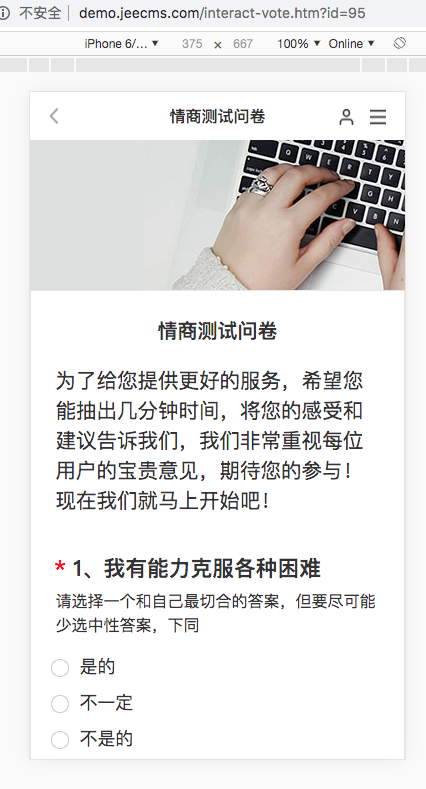 不安全 | demo.jeecms.com/interact-vote.htm?id=95
iPhone 6/... ▼ 375 × 667 100% ▼ Online ▼
情商测试问卷
情商测试问卷
为了给您提供更好的服务，希望您
能抽出几分钟时间，将您的感受和
建议告诉我们，我们非常重视每位
用户的宝贵意见，期待您的参与！
现在我们就马上开始吧！
* 1、我有能力克服各种困难
请选择一个和自己最切合的答案，但要尽可能
少选中性答案，下同
是的
不一定
不是的